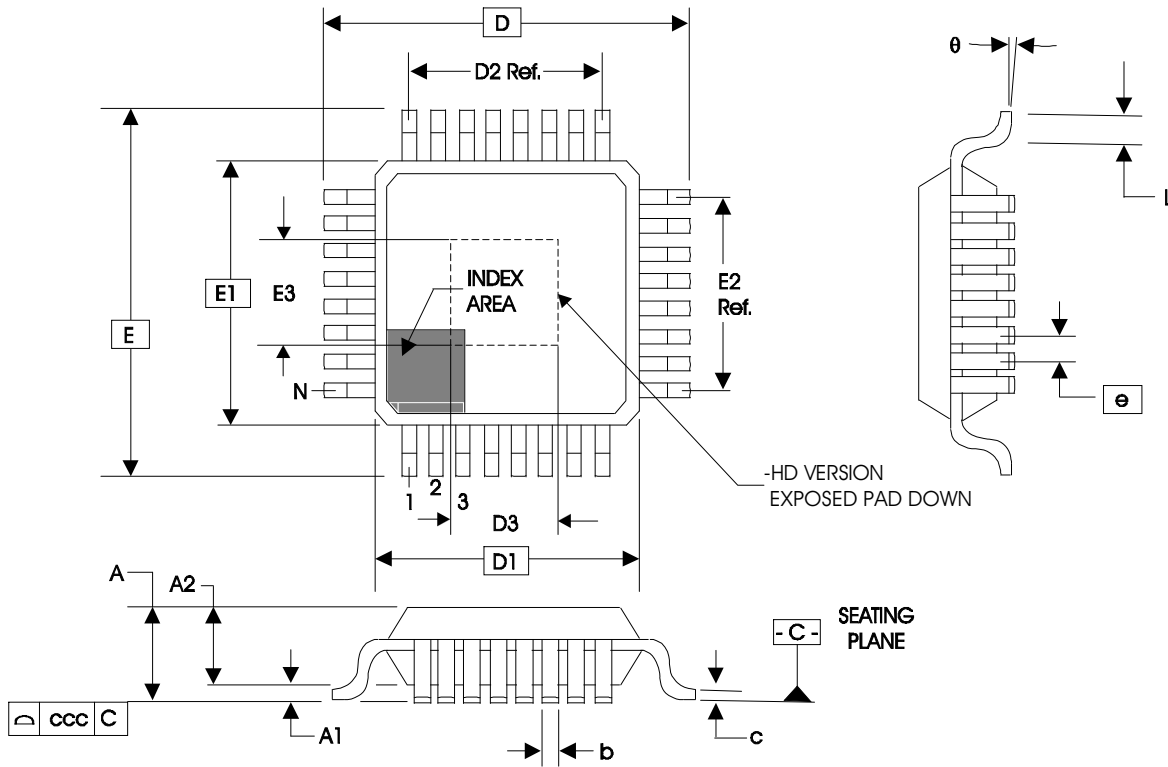 D
D2 Ref.
θ
L
E1
E3
INDEX
AREA
E2
Ref.
E
N
e
1
2
3
-HD VERSION
EXPOSED PAD DOWN
D3
D1
A
A2
- C -
SEATING
PLANE
ccc C
A1
b
c